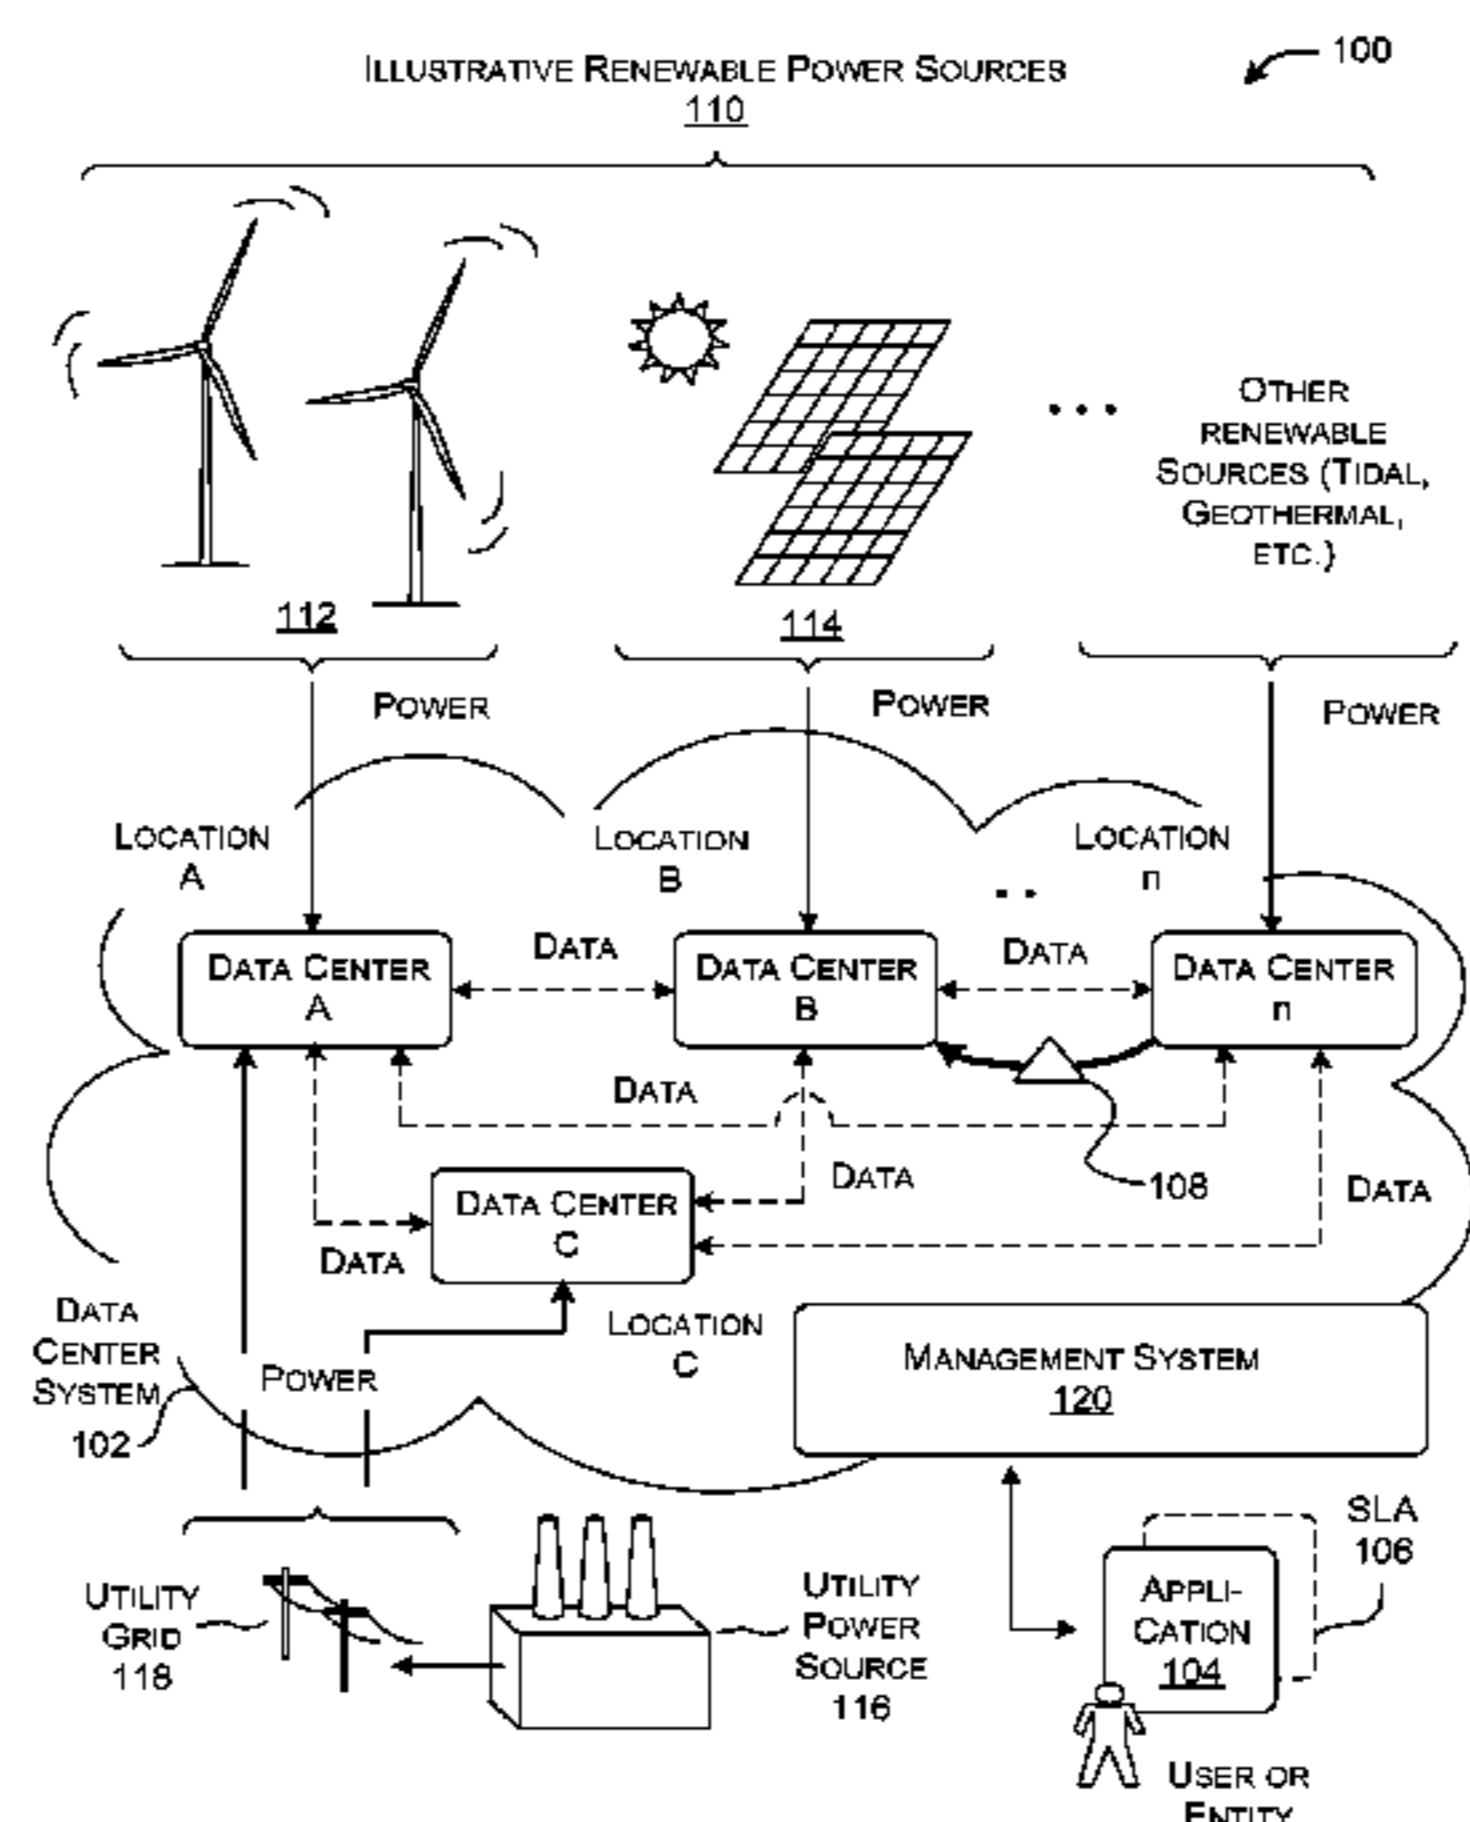 100
ILLUSTRATIVE RENEWABLE POWER SOURCES
110
OTHER
RENEWABLE
SOURCES (TIDAL,
GEOTHERMAL,
ETC.)
112
114
POWER
POWER
POWER
LOCATION
A
LOCATION
B
LOCATION
n
DATA CENTER
A
DATA
DATA CENTER
B
DATA
DATA CENTER
n
DATA
DATA
108
DATA
DATA CENTER
C
DATA
DATA
CENTER
SYSTEM
102
POWER
LOCATION
C
MANAGEMENT SYSTEM
120
UTILITY
GRID
118
UTILITY
POWER
SOURCE
116
SLA
106
APPLI-
CATION
104
USER OR
ENTITY